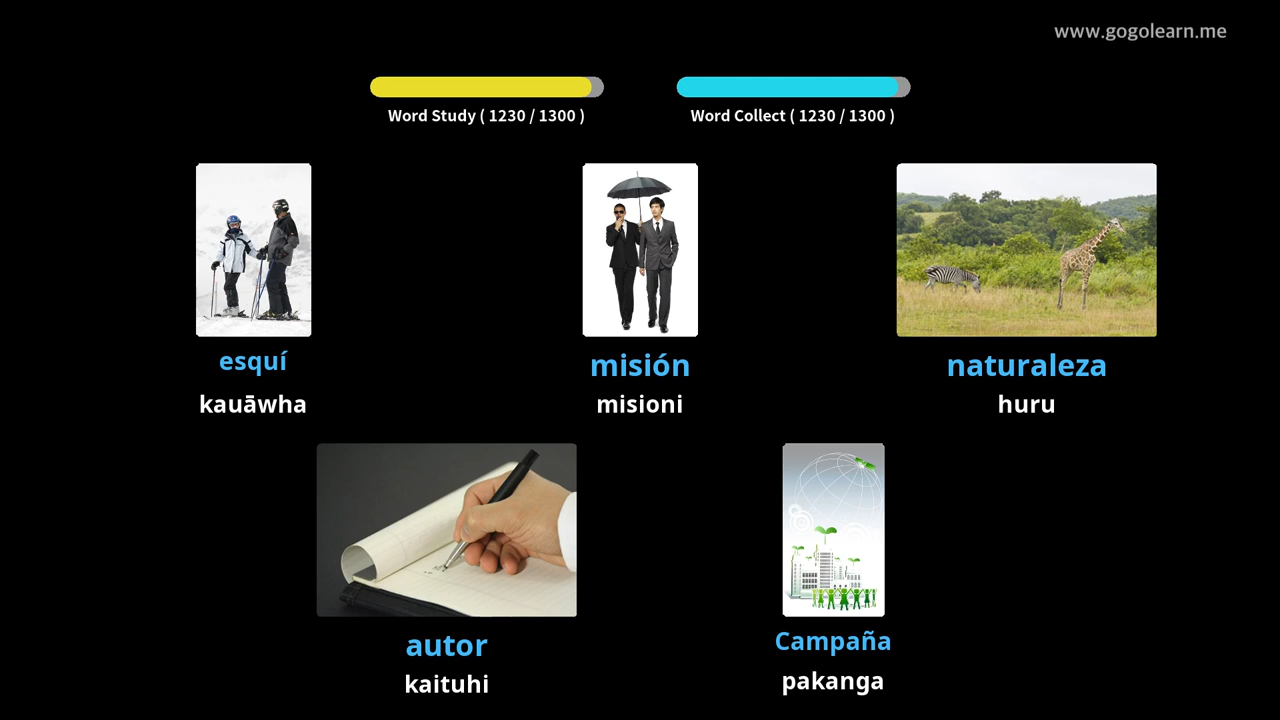 www.gogolearn.me
Word Study ( 1230 / 1300 )
Word Collect ( 1230 / 1300 )
esquí
kauāwha
misión
misioni
naturaleza
huru
autor
kaituhi
Campaña
pakanga